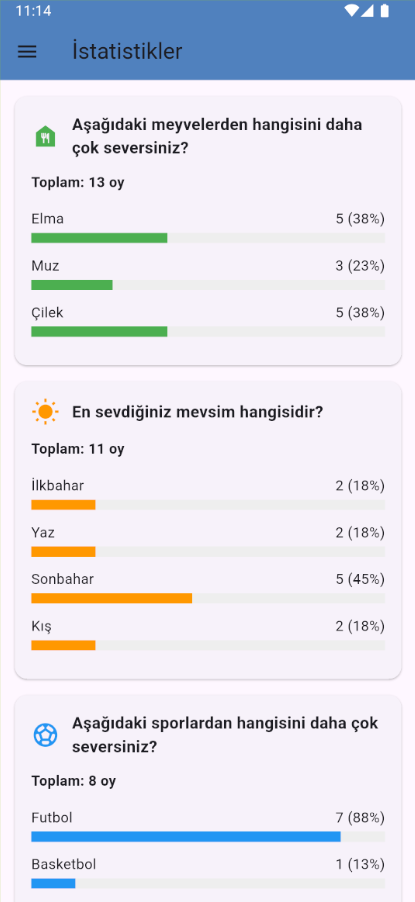 11:14
İstatistikler
Aşağıdaki meyvelerden hangisini daha
çok seversiniz?
Toplam: 13 oy
Elma 5 (38%)
Muz 3 (23%)
Çilek 5 (38%)
En sevdiğiniz mevsim hangisidir?
Toplam: 11 oy
İlkbahar 2 (18%)
Yaz 2 (18%)
Sonbahar 5 (45%)
Kış 2 (18%)
Aşağıdaki sporlardan hangisini daha çok
seversiniz?
Toplam: 8 oy
Futbol 7 (88%)
Basketbol 1 (13%)